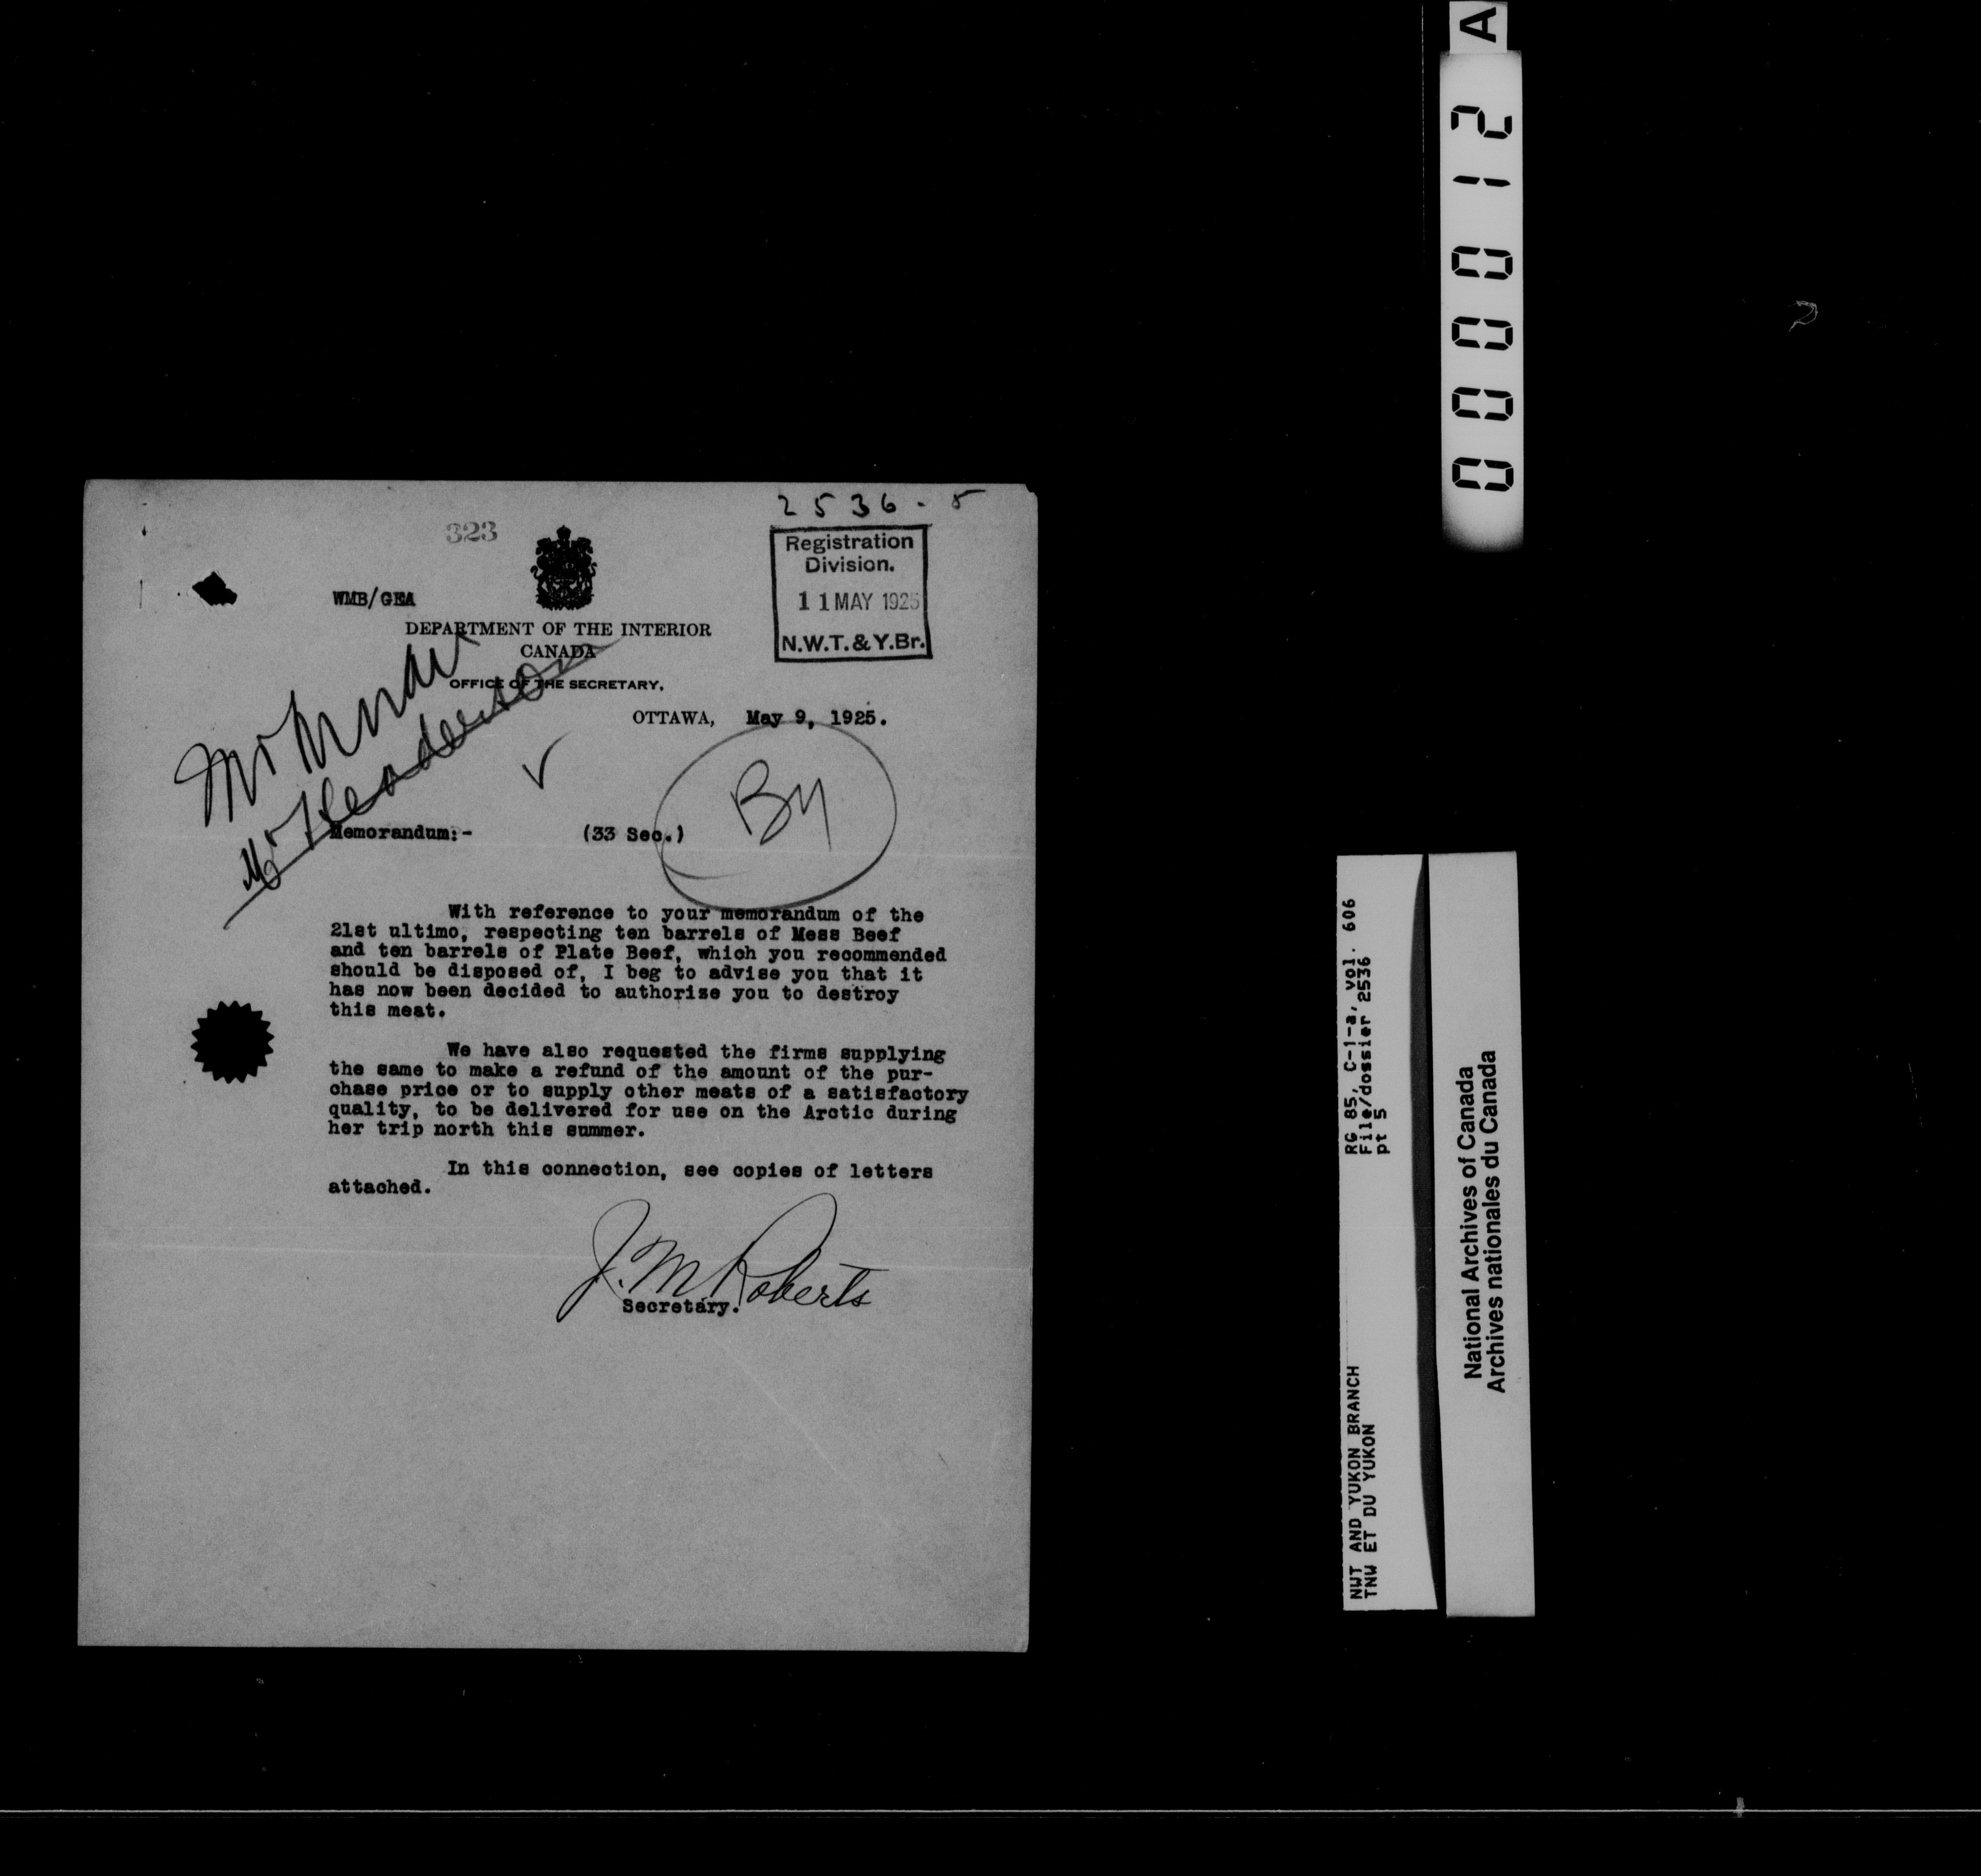 2536-5
323
Registration
Division.
11 MAY 1925
N.W.T. & Y.Br.
WMB/GEA
DEPARTMENT OF THE INTERIOR
CANADA
OFFICE OF THE SECRETARY,
OTTAWA, May 9, 1925.
Mr
Mr Henderson
By
Memorandum:- (33 Sec.)
With reference to your memorandum of the
21st ultimo, respecting ten barrels of Mess Beef
and ten barrels of Plate Beef, which you recommended
should be disposed of, I beg to advise you that it
has now been decided to authorize you to destroy
this meat.
We have also requested the firms supplying
the same to make a refund of the amount of the pur-
chase price or to supply other meats of a satisfactory
quality, to be delivered for use on the Arctic during
her trip north this summer.
In this connection, see copies of letters
attached.
J. M Roberts
Secretary.
000012 A
RG 85, C-1-a, vol. 606
File/dossier 2536
pt 5
NWT AND YUKON BRANCH
TNW ET DU YUKON
National Archives of Canada
Archives nationales du Canada